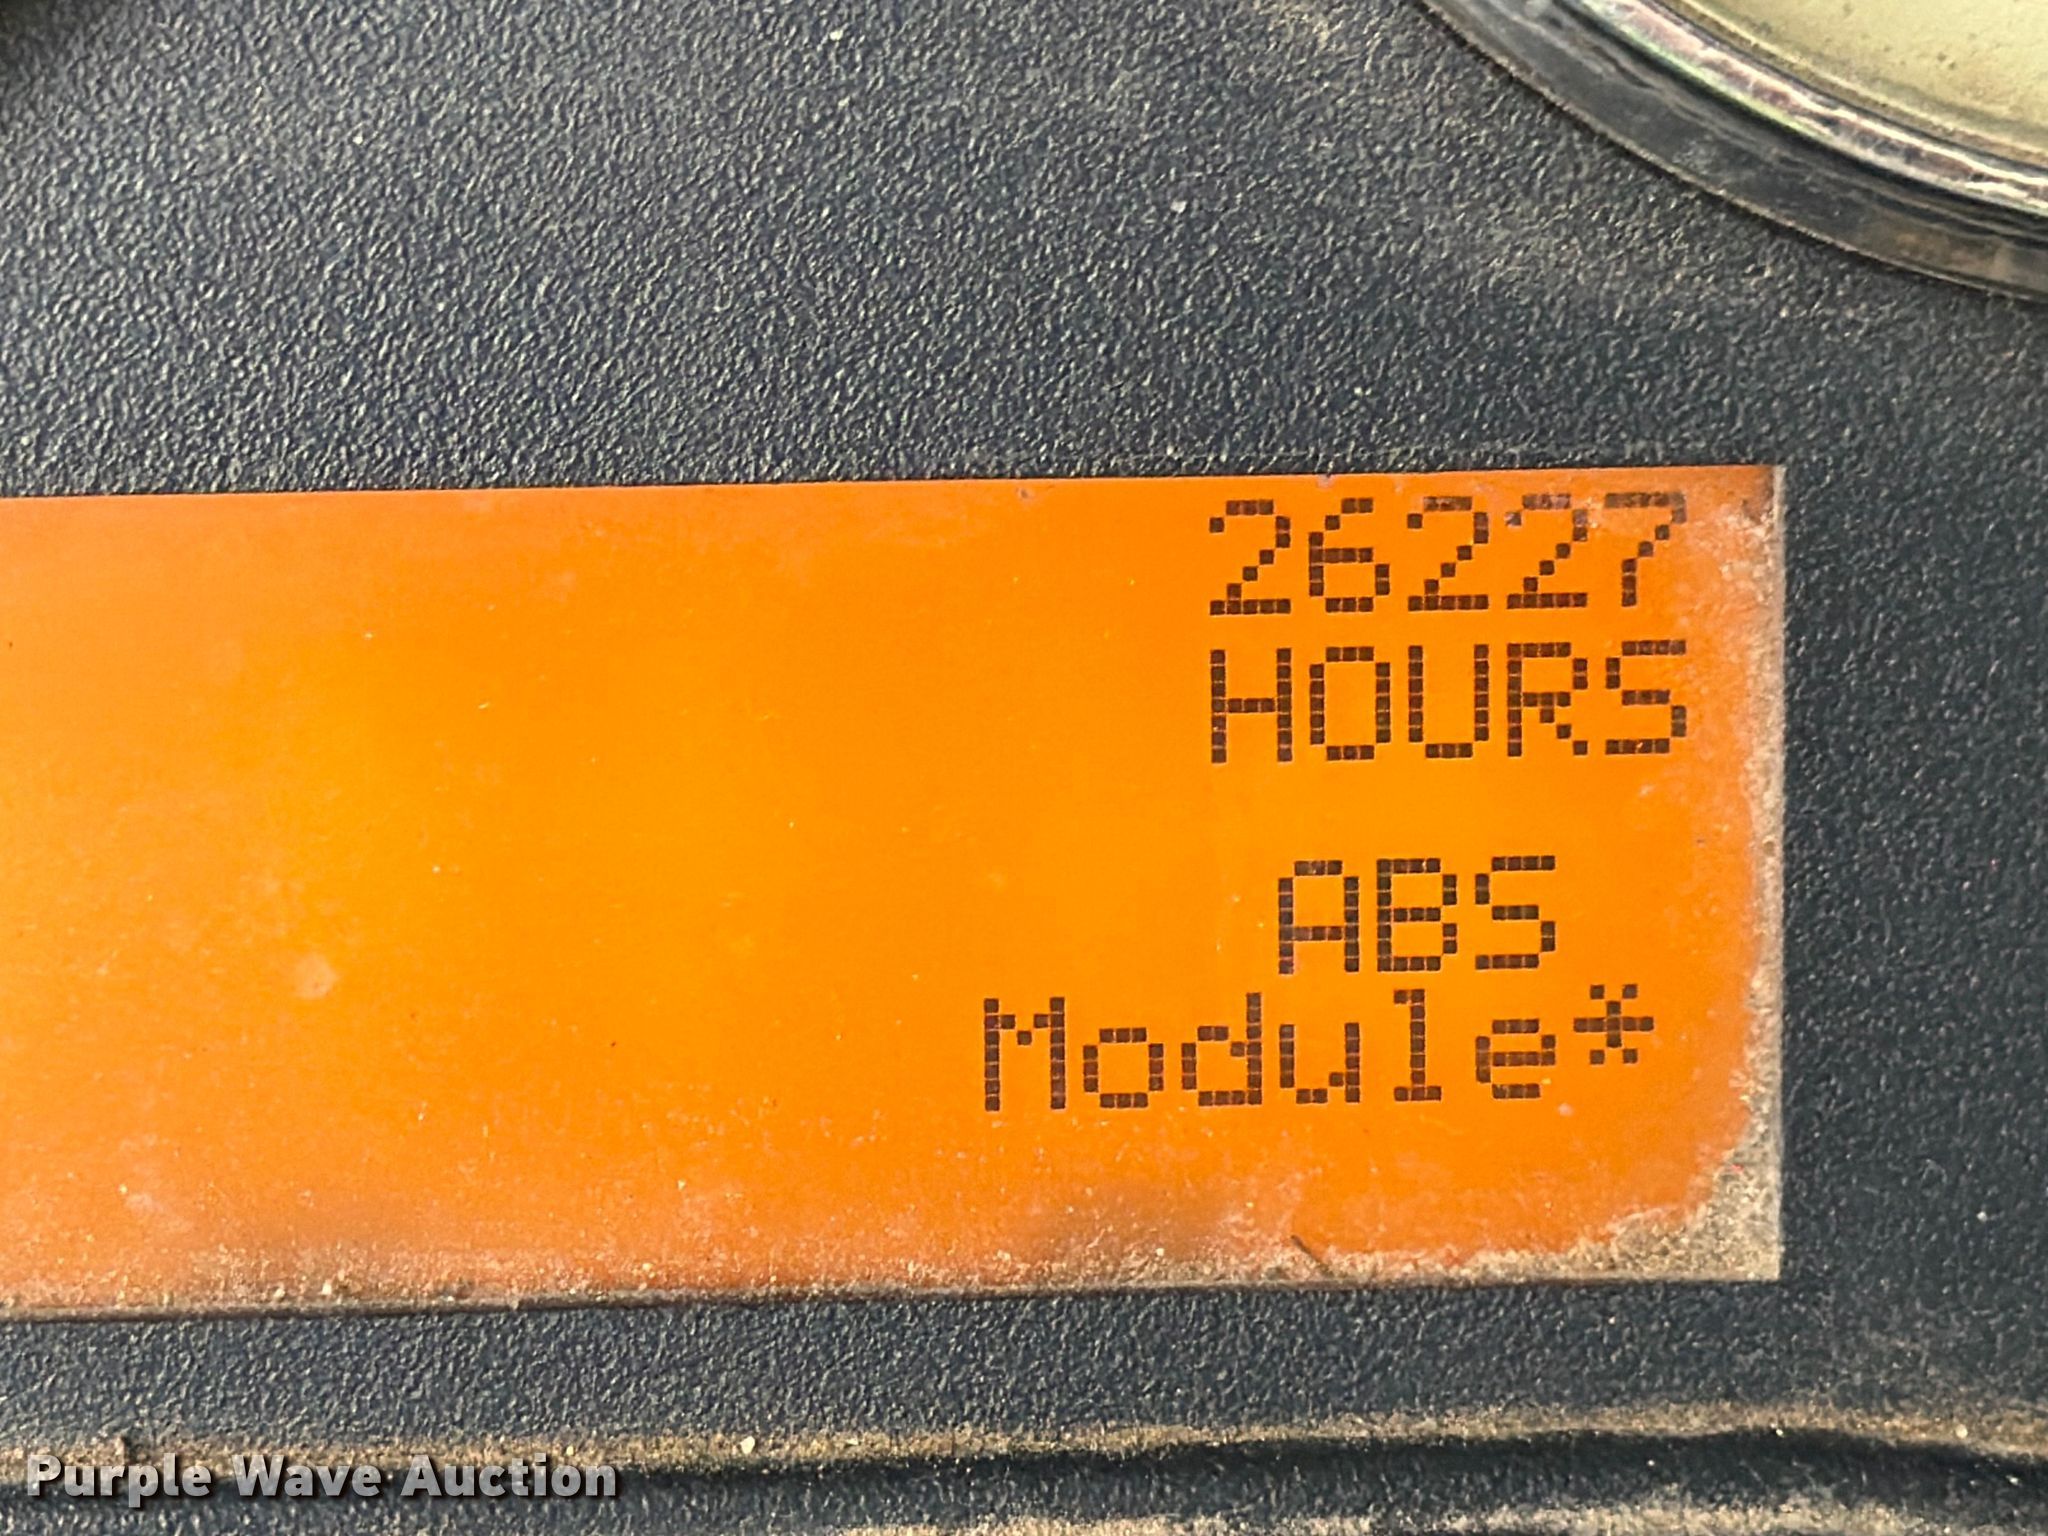 26227
HOURS
ABS
Module*
Purple Wave Auction